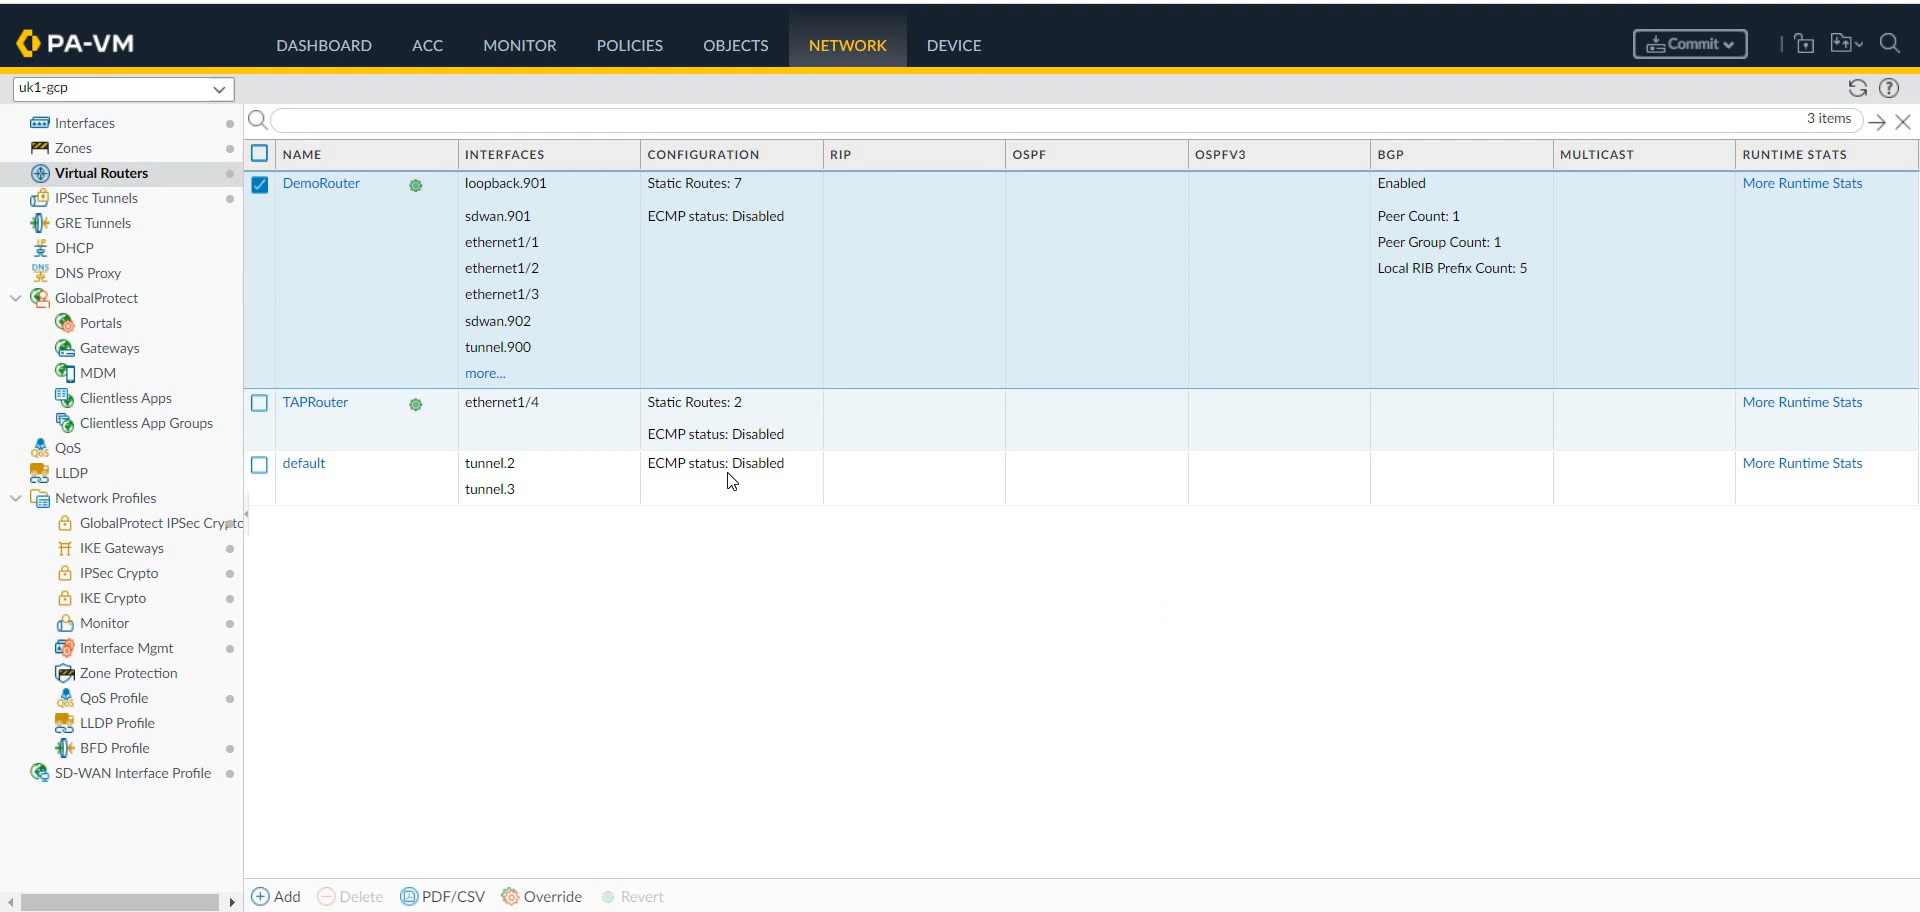 PA-VM
DASHBOARD
ACC
MONITOR
POLICIES
OBJECTS
NETWORK
DEVICE
Commit
uk1-gcp
Interfaces
Zones
Virtual Routers
IPSec Tunnels
GRE Tunnels
DHCP
DNS Proxy
GlobalProtect
Portals
Gateways
MDM
Clientless Apps
Clientless App Groups
QoS
LLDP
Network Profiles
GlobalProtect IPSec Crypto
IKE Gateways
IPSec Crypto
IKE Crypto
Monitor
Interface Mgmt
Zone Protection
QoS Profile
LLDP Profile
BFD Profile
SD-WAN Interface Profile
3 items
NAME
INTERFACES
CONFIGURATION
RIP
OSPF
OSPFV3
BGP
MULTICAST
RUNTIME STATS
DemoRouter
loopback.901
sdwan.901
ethernet1/1
ethernet1/2
ethernet1/3
sdwan.902
tunnel.900
more...
Static Routes: 7
ECMP status: Disabled
Enabled
Peer Count: 1
Peer Group Count: 1
Local RIB Prefix Count: 5
More Runtime Stats
TAPRouter
ethernet1/4
Static Routes: 2
ECMP status: Disabled
More Runtime Stats
default
tunnel.2
tunnel.3
ECMP status: Disabled
More Runtime Stats
Add
Delete
PDF/CSV
Override
Revert